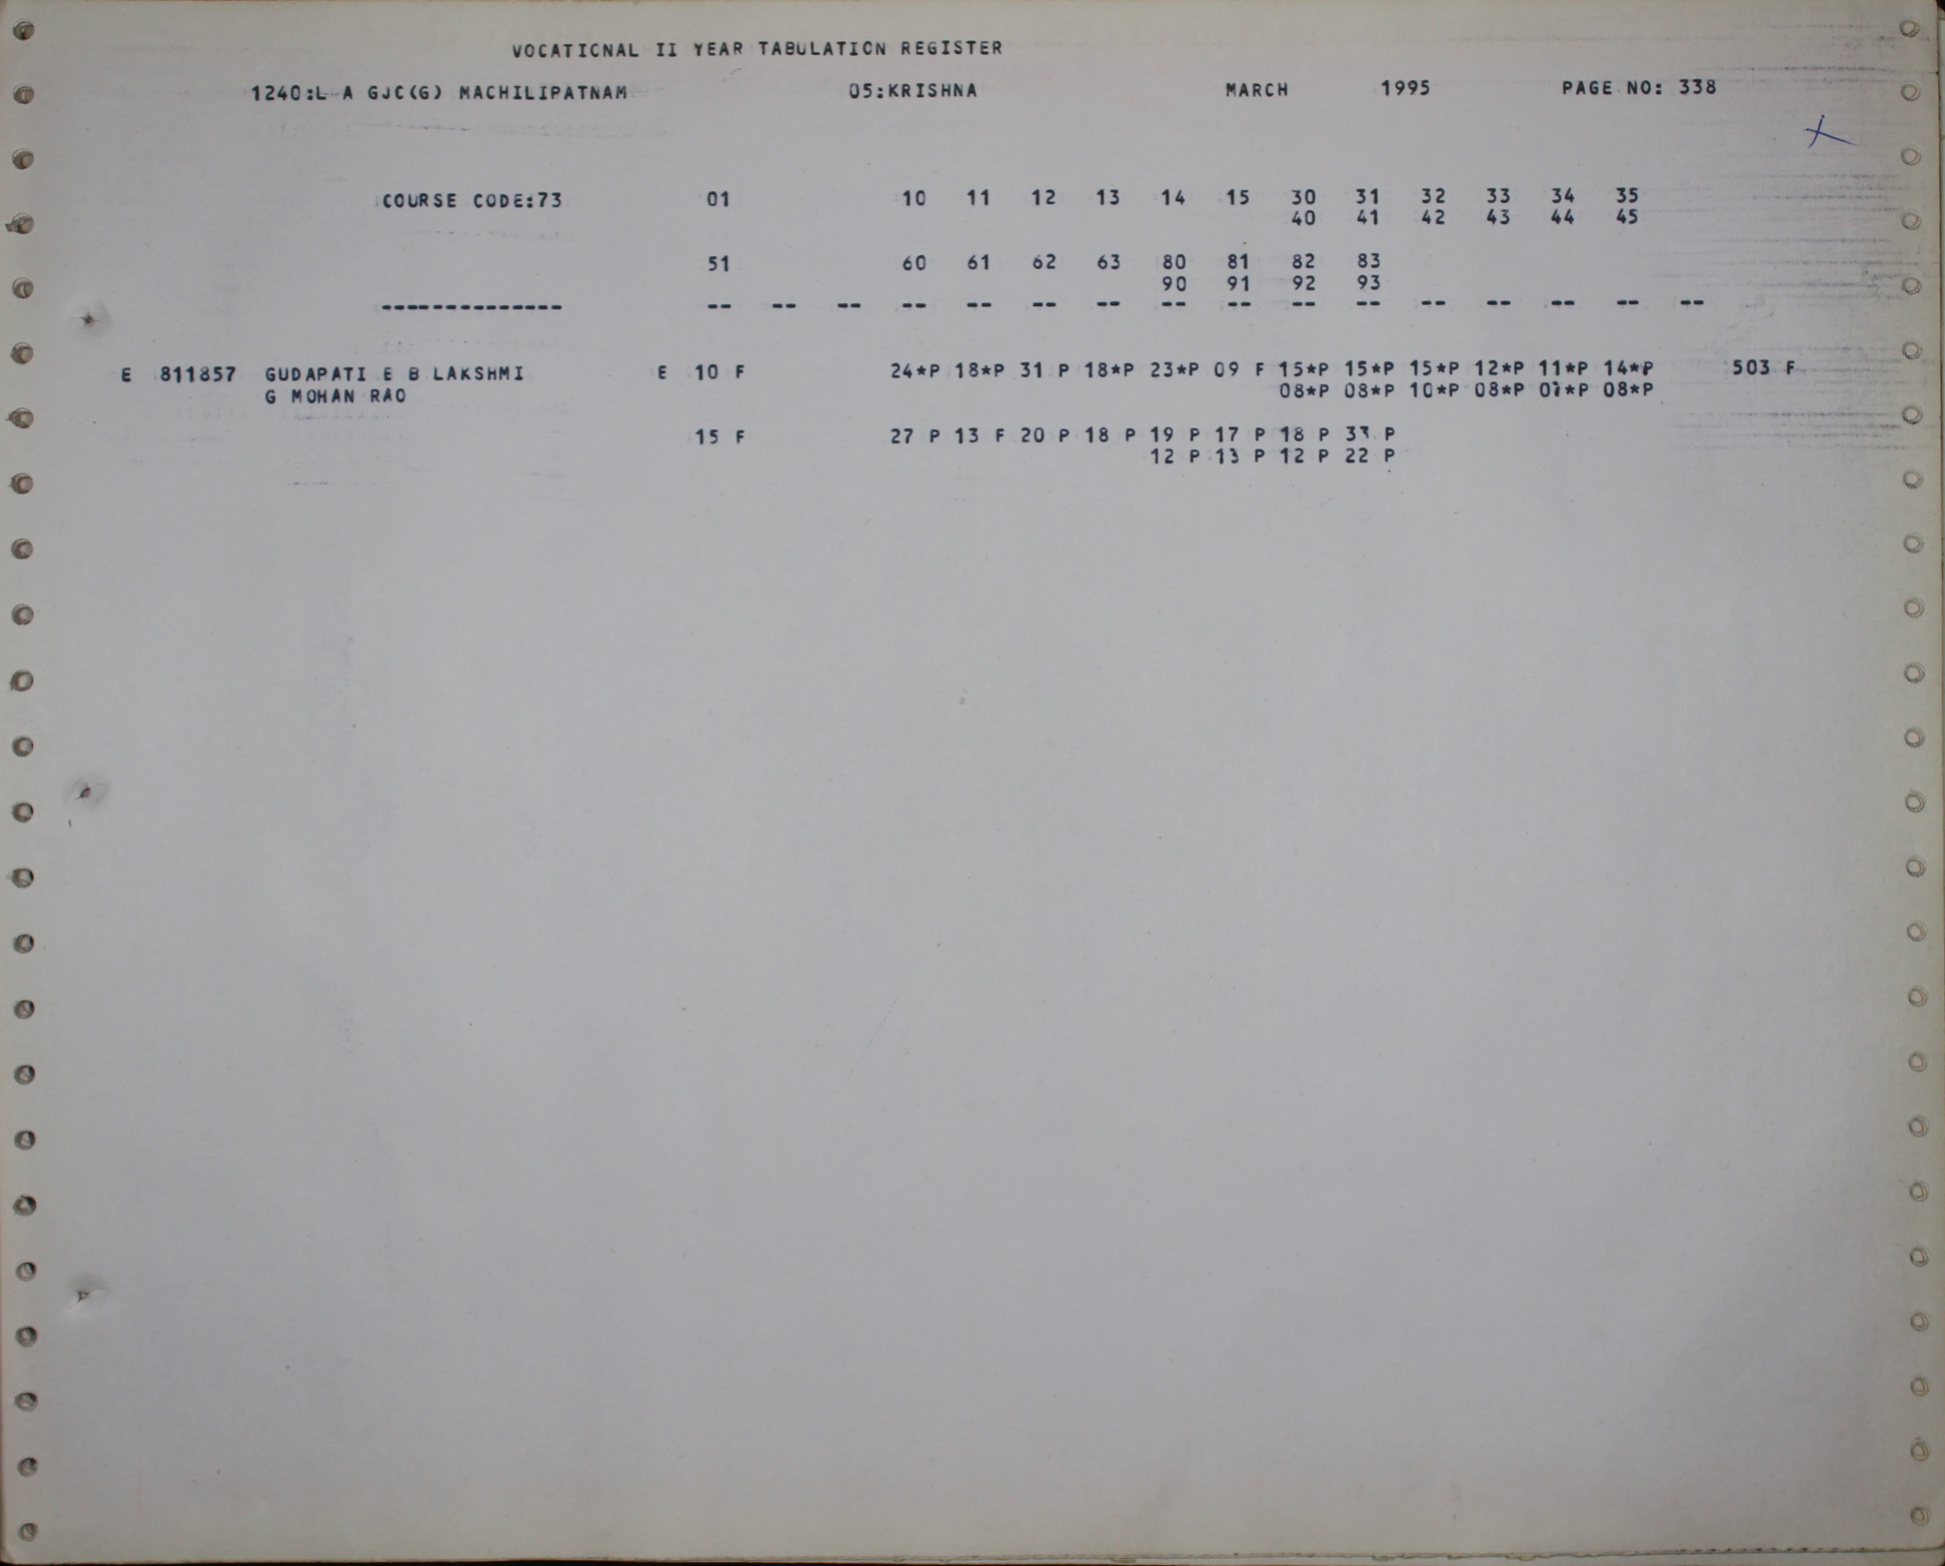 VOCATIONAL II YEAR TABULATION REGISTER
1240:L A GJC(G) MACHILIPATNAM 05:KRISHNA MARCH 1995 PAGE NO: 338
COURSE CODE:73 01 10 11 12 13 14 15 30 31 32 33 34 35
40 41 42 43 44 45
51 60 61 62 63 80 81 82 83
90 91 92 93
-------------- -- -- -- -- -- -- -- -- -- -- -- -- -- -- -- --
E 811857 GUDAPATI E B LAKSHMI E 10 F 24*P 18*P 31 P 18*P 23*P 09 F 15*P 15*P 15*P 12*P 11*P 14*P 503 F
G MOHAN RAO 08*P 08*P 10*P 08*P 07*P 08*P
15 F 27 P 13 F 20 P 18 P 19 P 17 P 18 P 33 P
12 P 13 P 12 P 22 P